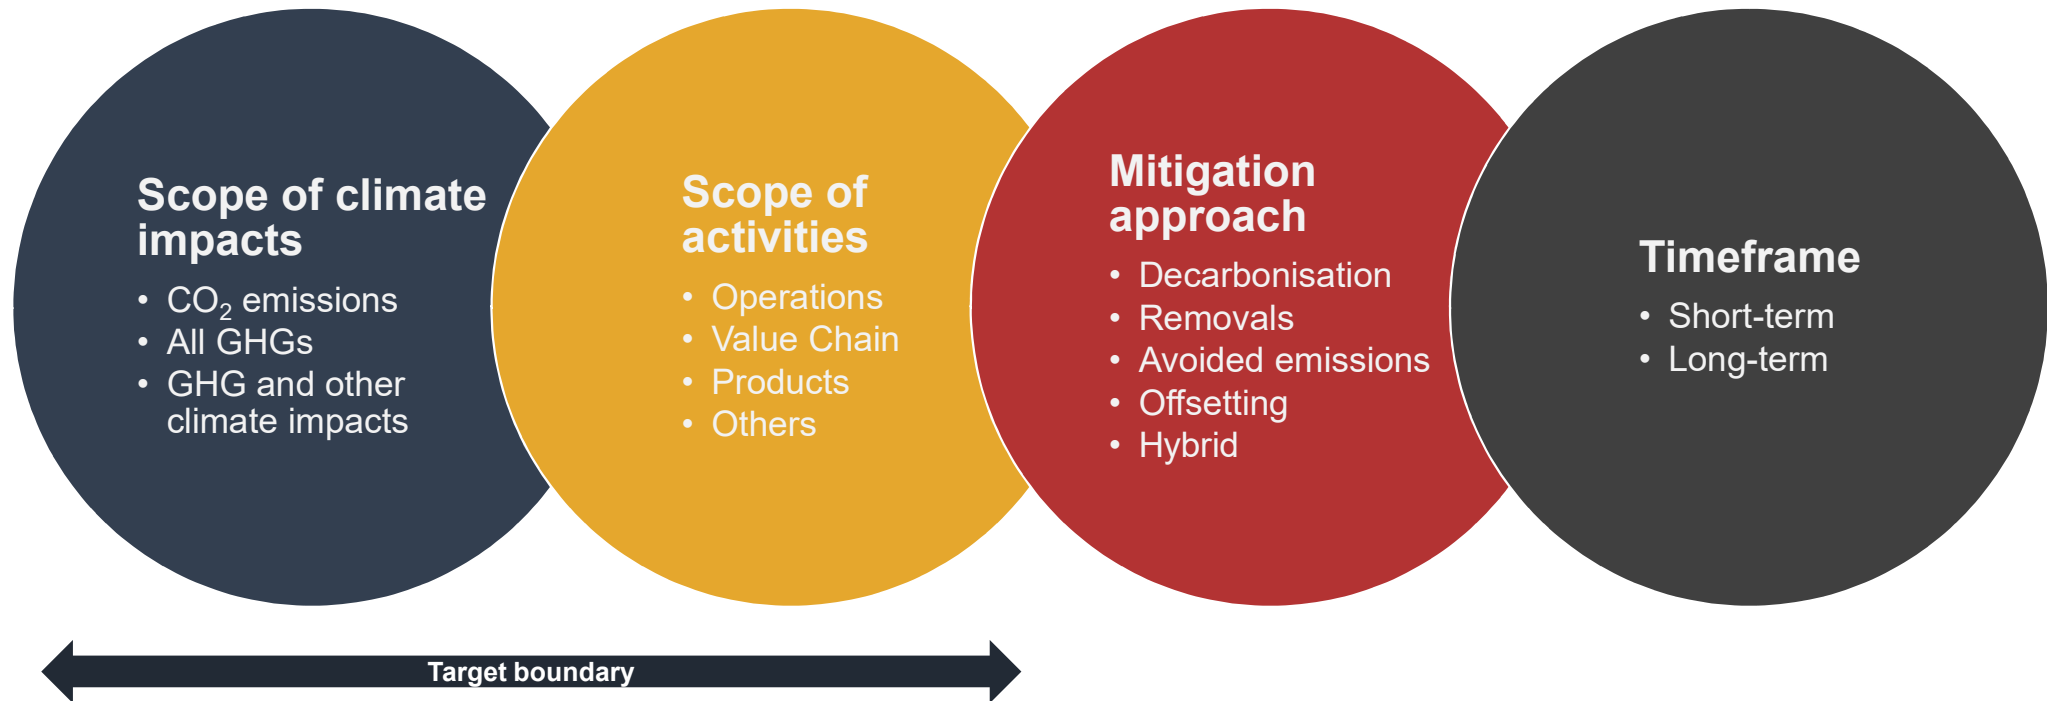 Scope of climate
impacts
• CO₂ emissions
• All GHGs
• GHG and other
climate impacts
Scope of
activities
• Operations
• Value Chain
• Products
• Others
Mitigation
approach
• Decarbonisation
• Removals
• Avoided emissions
• Offsetting
• Hybrid
Timeframe
• Short-term
• Long-term
Target boundary